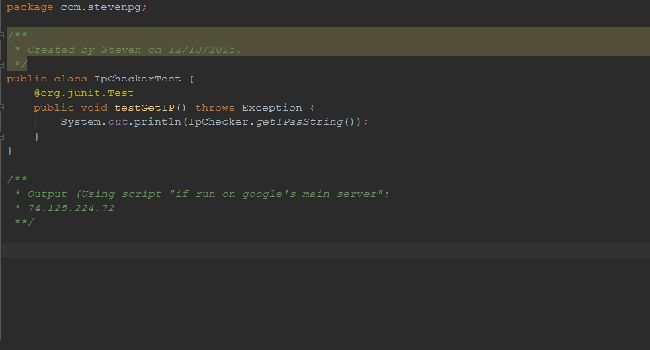 package com.stevenpg;
/**
* Created by Steven on 12/13/2015.
*/
public class IpCheckerTest {
@org.junit.Test
public void testGetIP() throws Exception {
System.out.println(IpChecker.getIPasString());
}
}
/**
* Output (Using script "if run on google's main server":
* 74.125.224.72
**/